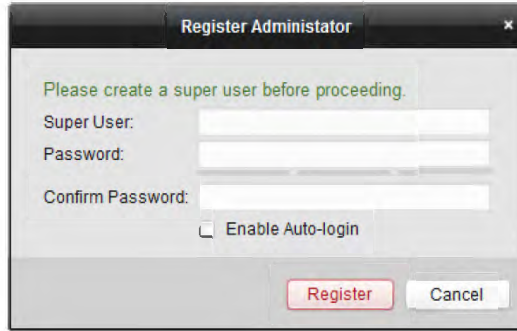 Register Administator
×
Please create a super user before proceeding.
Super User:
Password:
Confirm Password:
Enable Auto-login
Register Cancel